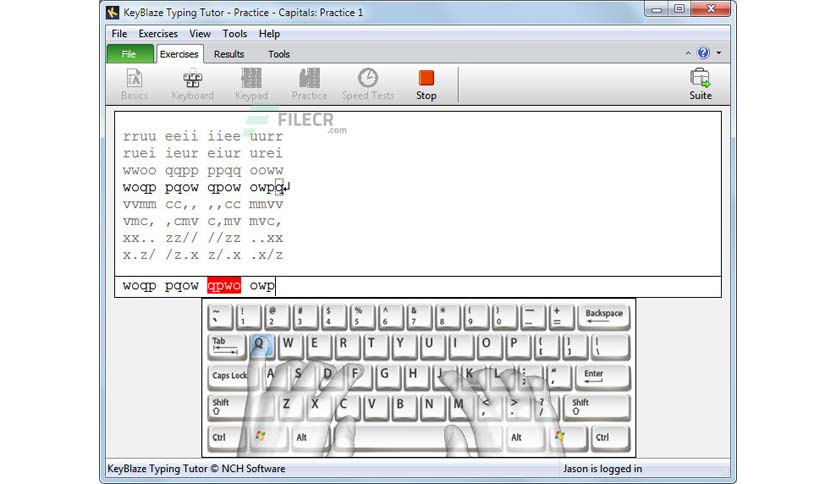 KeyBlaze Typing Tutor - Practice - Capitals: Practice 1
File Exercises View Tools Help
File Exercises Results Tools
Basics Keyboard Keypad Practice Speed Tests Stop Suite
FILECR
.com
rruu eeii iiee uurr
ruei ieur eiur urei
wwoo qqpp ppqq ooww
woqp pqow qpow owpq
vvmm cc,, ,,cc mmvv
vmc, ,cmv c,mv mvc,
xx.. zz// //zz ..xx
x.z/ /z.x z/.x .x/z
woqp pqow qpwo owp
~ ` ! 1 @ 2 # 3 $ 4 % 5 ^ 6 & 7 * 8 ( 9 ) 0 — - + = Backspace
Tab Q W E R T Y U I O P { [ } ] | \
Caps Lock A S D F G H J K L : ; " ' Enter
Shift Z X C V B N M < , > . ? / Shift
Ctrl Alt Alt Ctrl
KeyBlaze Typing Tutor © NCH Software Jason is logged in